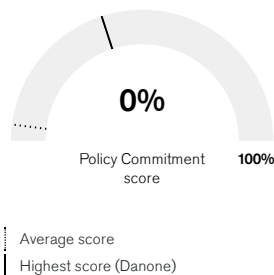 0%
Policy Commitment
score
100%
Average score
Highest score (Danone)